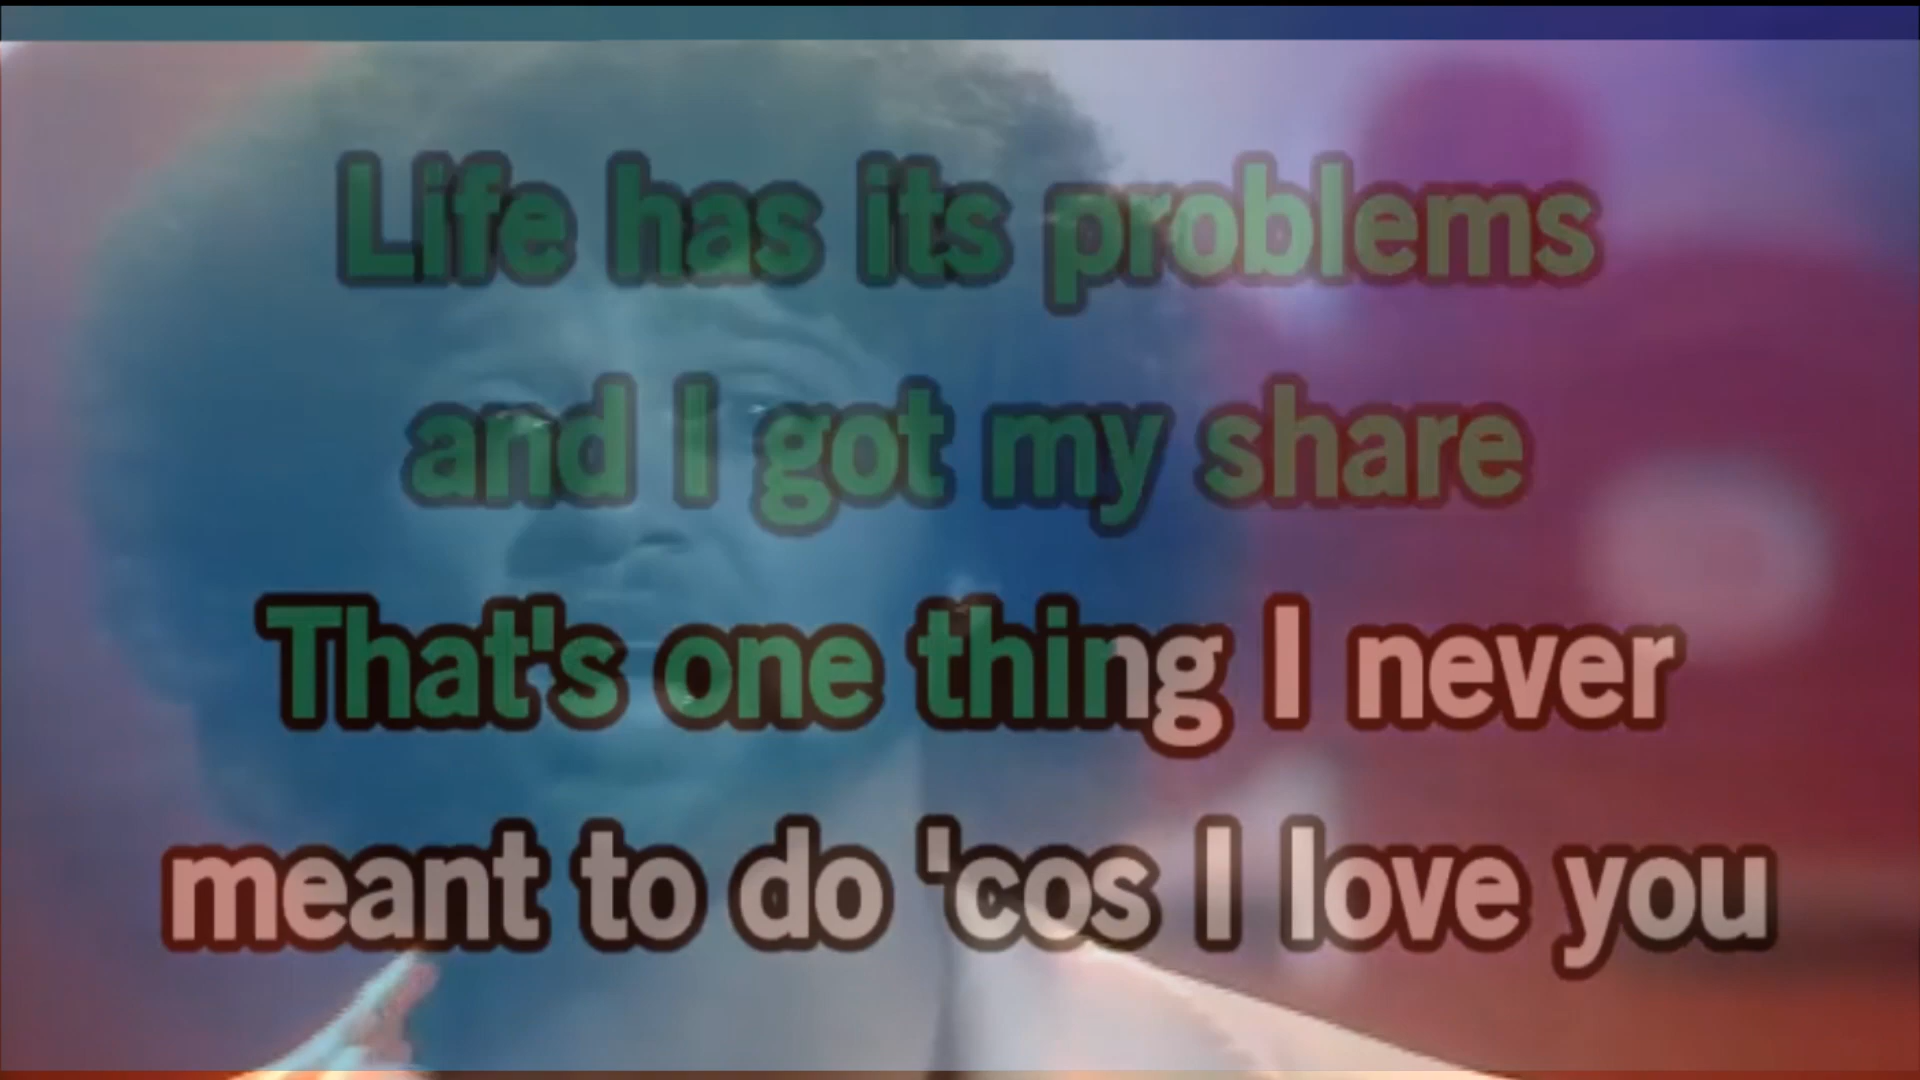 Life has its problems
and I got my share
That's one thing I never
meant to do 'cos I love you